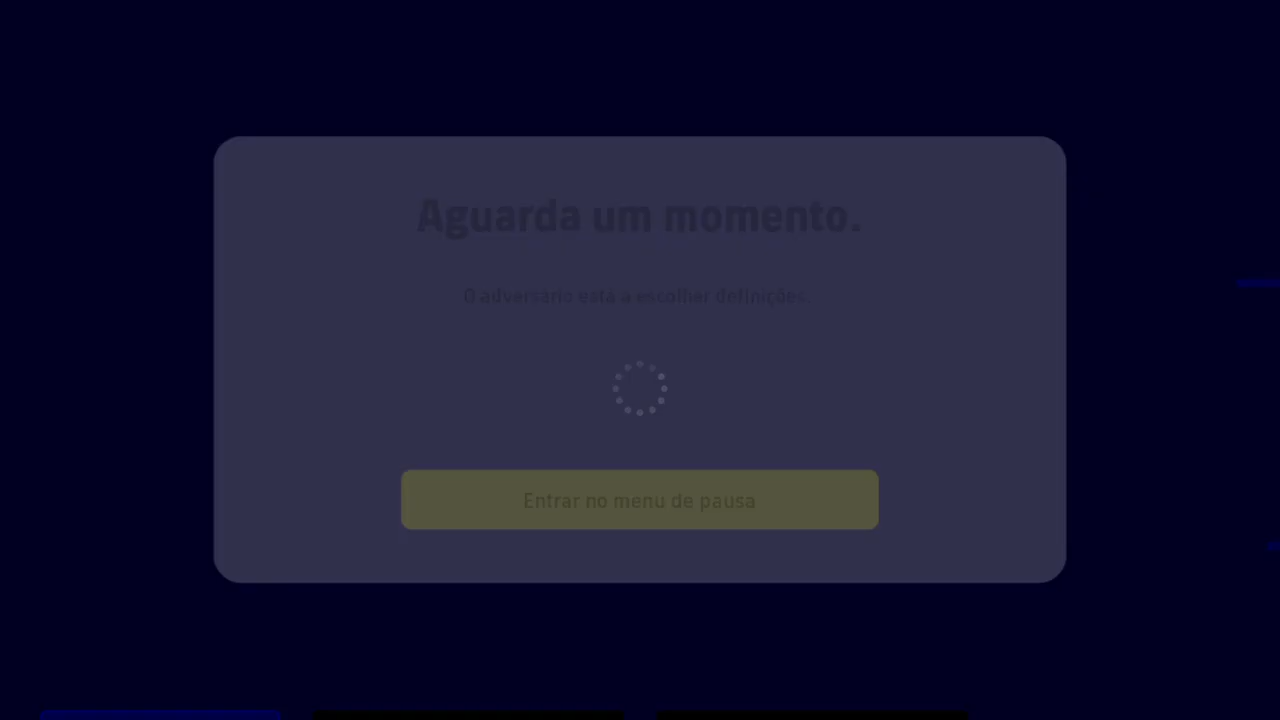 Aguarda um momento.
O adversário está a escolher definições.
Entrar no menu de pausa